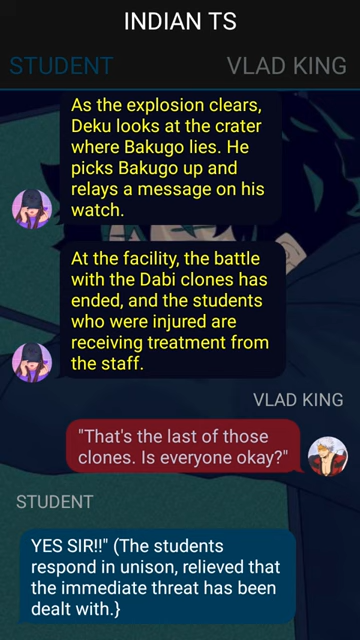 INDIAN TS
STUDENT
VLAD KING
As the explosion clears,
Deku looks at the crater
where Bakugo lies. He
picks Bakugo up and
relays a message on his
watch.
At the facility, the battle
with the Dabi clones has
ended, and the students
who were injured are
receiving treatment from
the staff.
VLAD KING
"That's the last of those
clones. Is everyone okay?"
STUDENT
YES SIR!!" (The students
respond in unison, relieved that
the immediate threat has been
dealt with.}